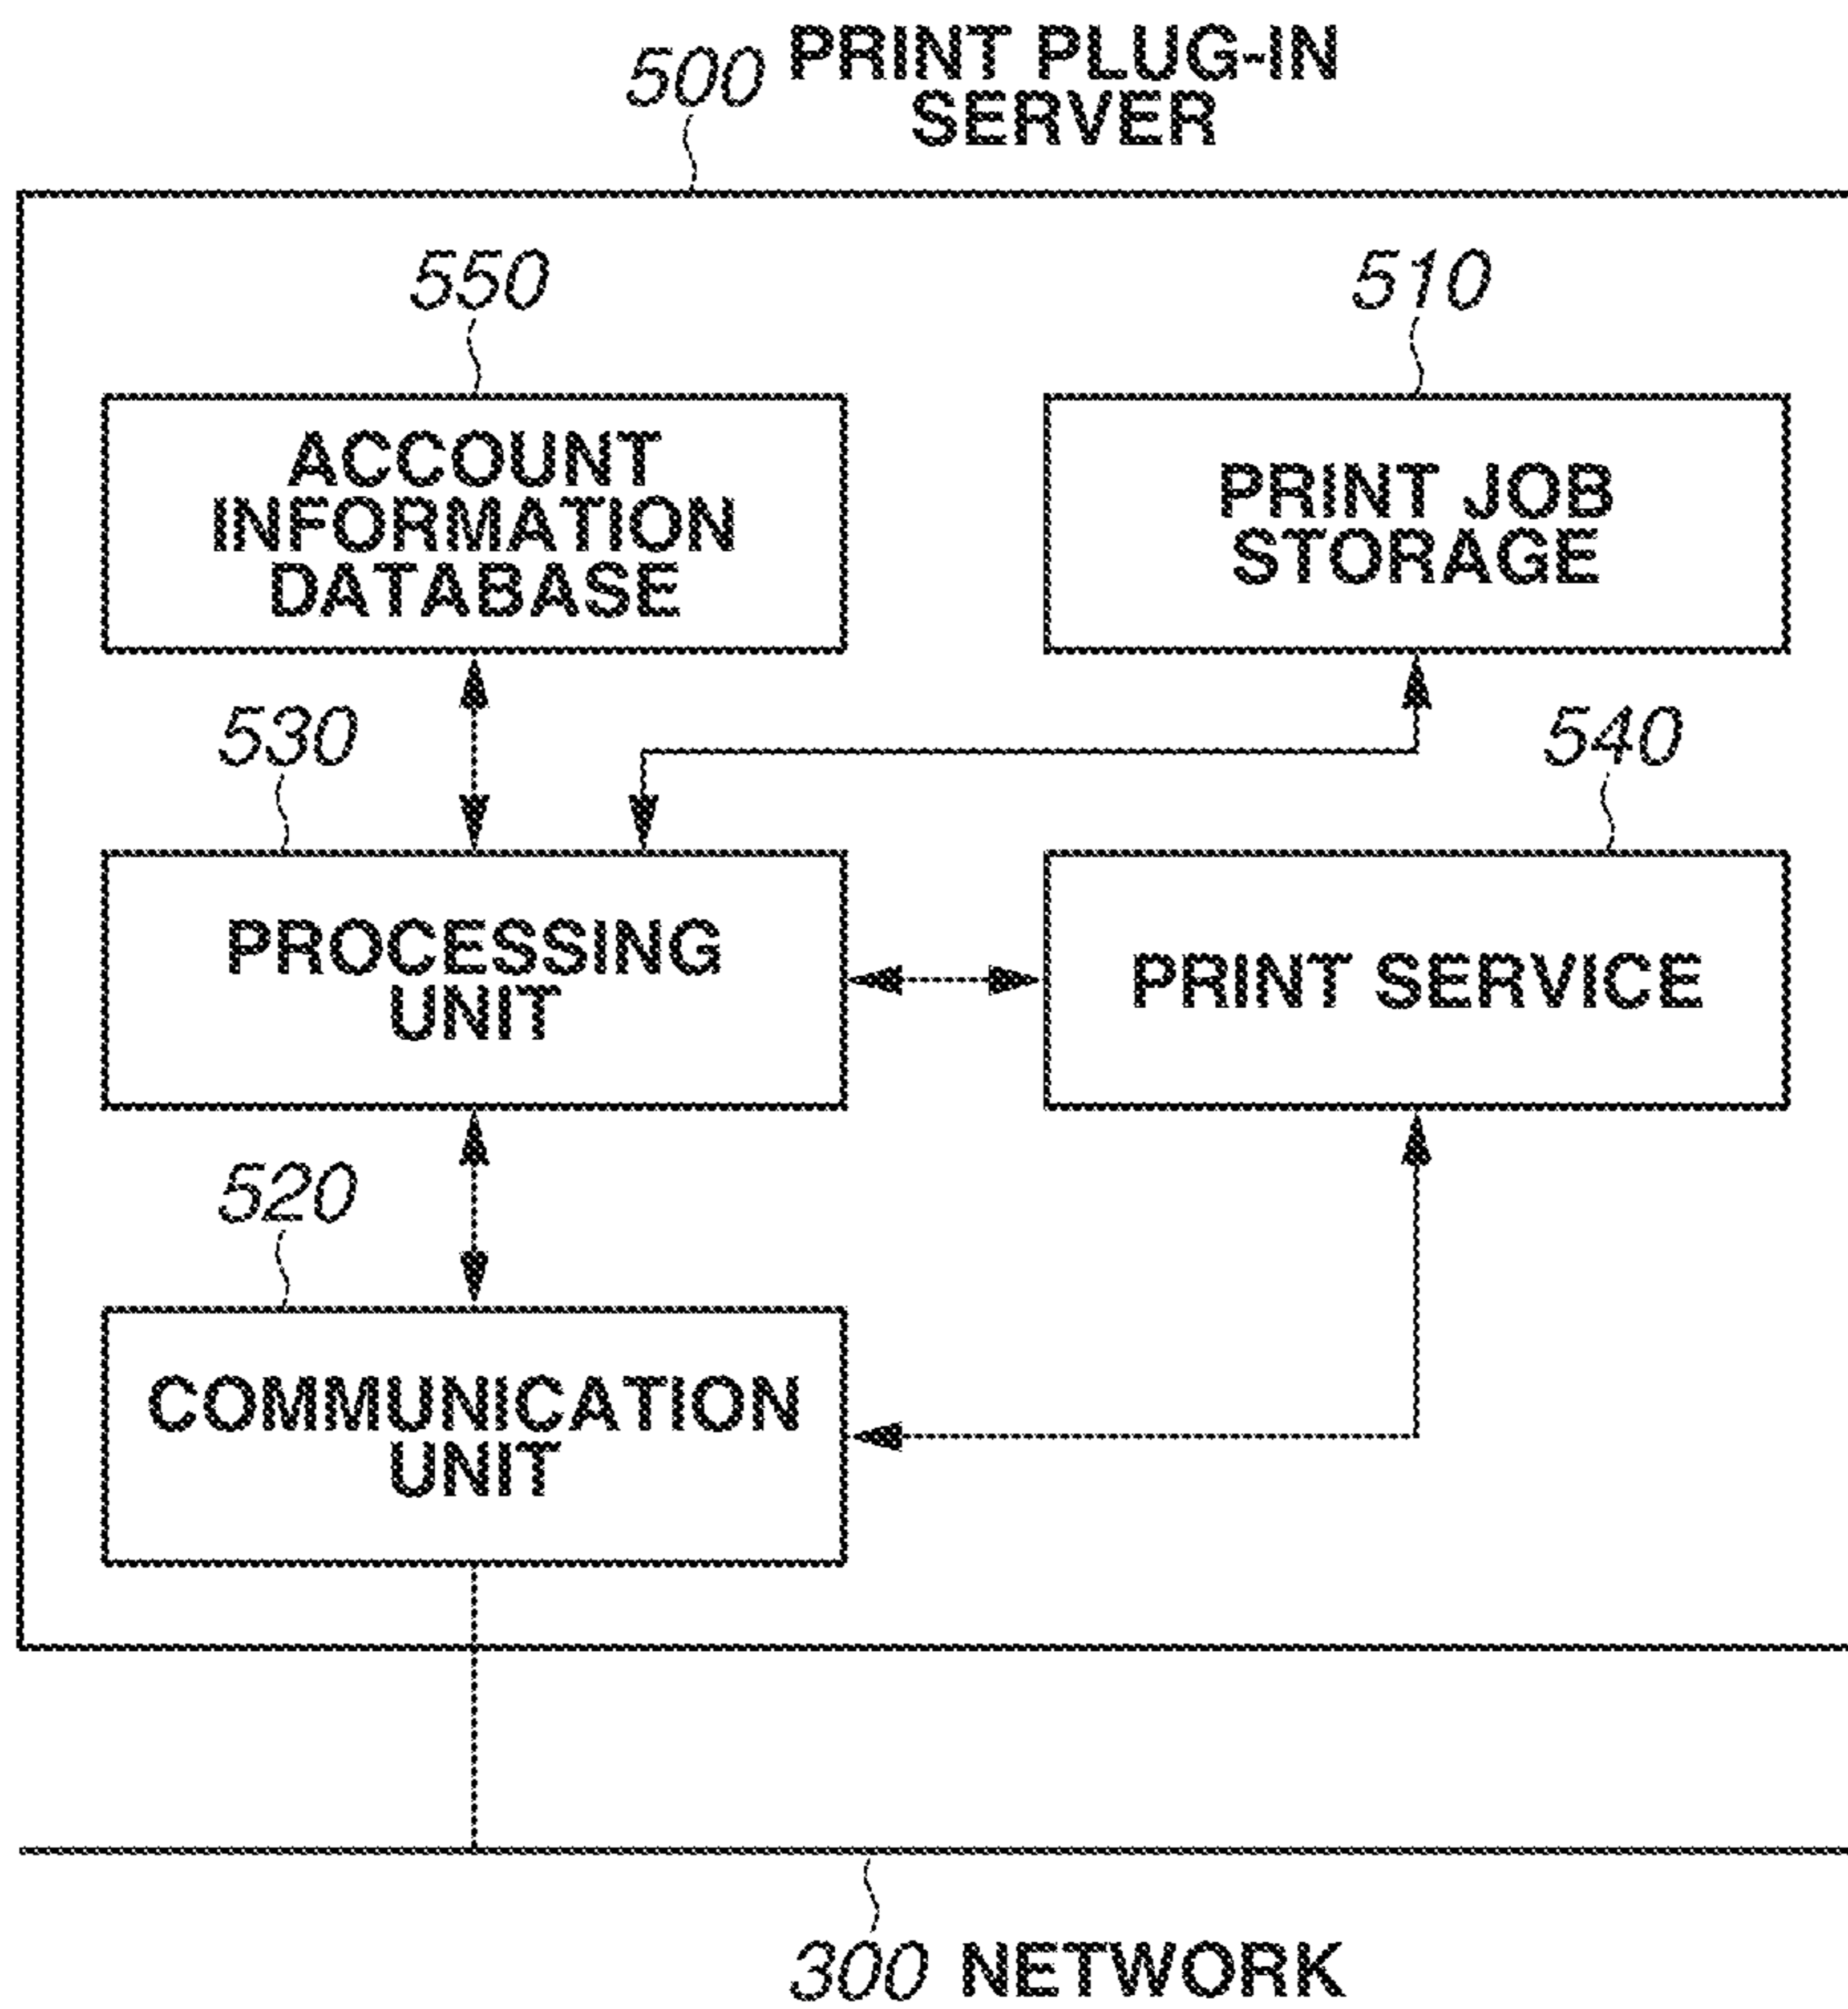 500 PRINT PLUG-IN
SERVER
550
510
ACCOUNT
INFORMATION
DATABASE
PRINT JOB
STORAGE
530
540
PROCESSING
UNIT
PRINT SERVICE
520
COMMUNICATION
UNIT
300 NETWORK